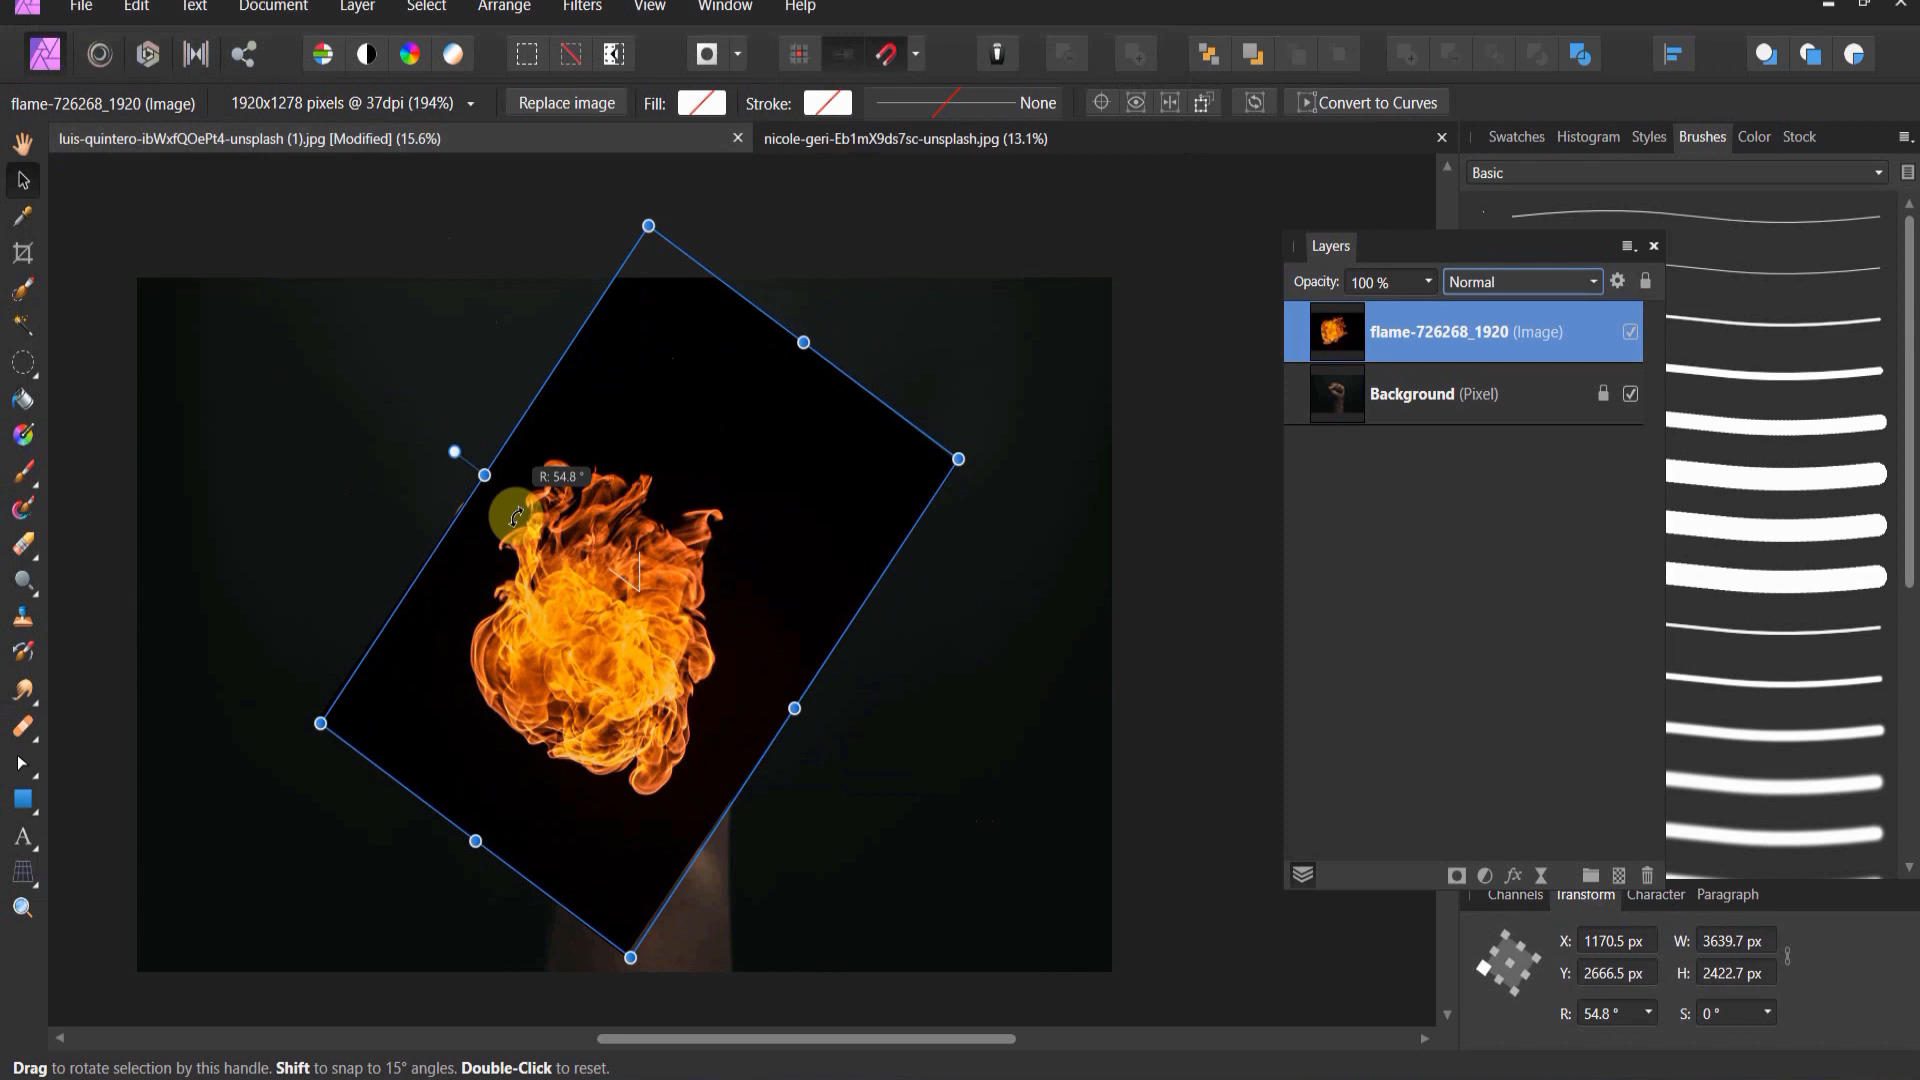 File Edit Text Document Layer Select Arrange Filters View Window Help
flame-726268_1920 (Image) 1920x1278 pixels @ 37dpi (194%) Replace image Fill: Stroke: None Convert to Curves
luis-quintero-ibWxfQOePt4-unsplash (1).jpg [Modified] (15.6%) nicole-geri-Eb1mX9ds7sc-unsplash.jpg (13.1%)
Swatches Histogram Styles Brushes Color Stock
Basic
Layers
Opacity: 100 % Normal
flame-726268_1920 (Image)
Background (Pixel)
R: 54.8 °
fx
A
Channels Transform Character Paragraph
X: 1170.5 px W: 3639.7 px
Y: 2666.5 px H: 2422.7 px
R: 54.8 ° S: 0 °
Drag to rotate selection by this handle. Shift to snap to 15° angles. Double-Click to reset.